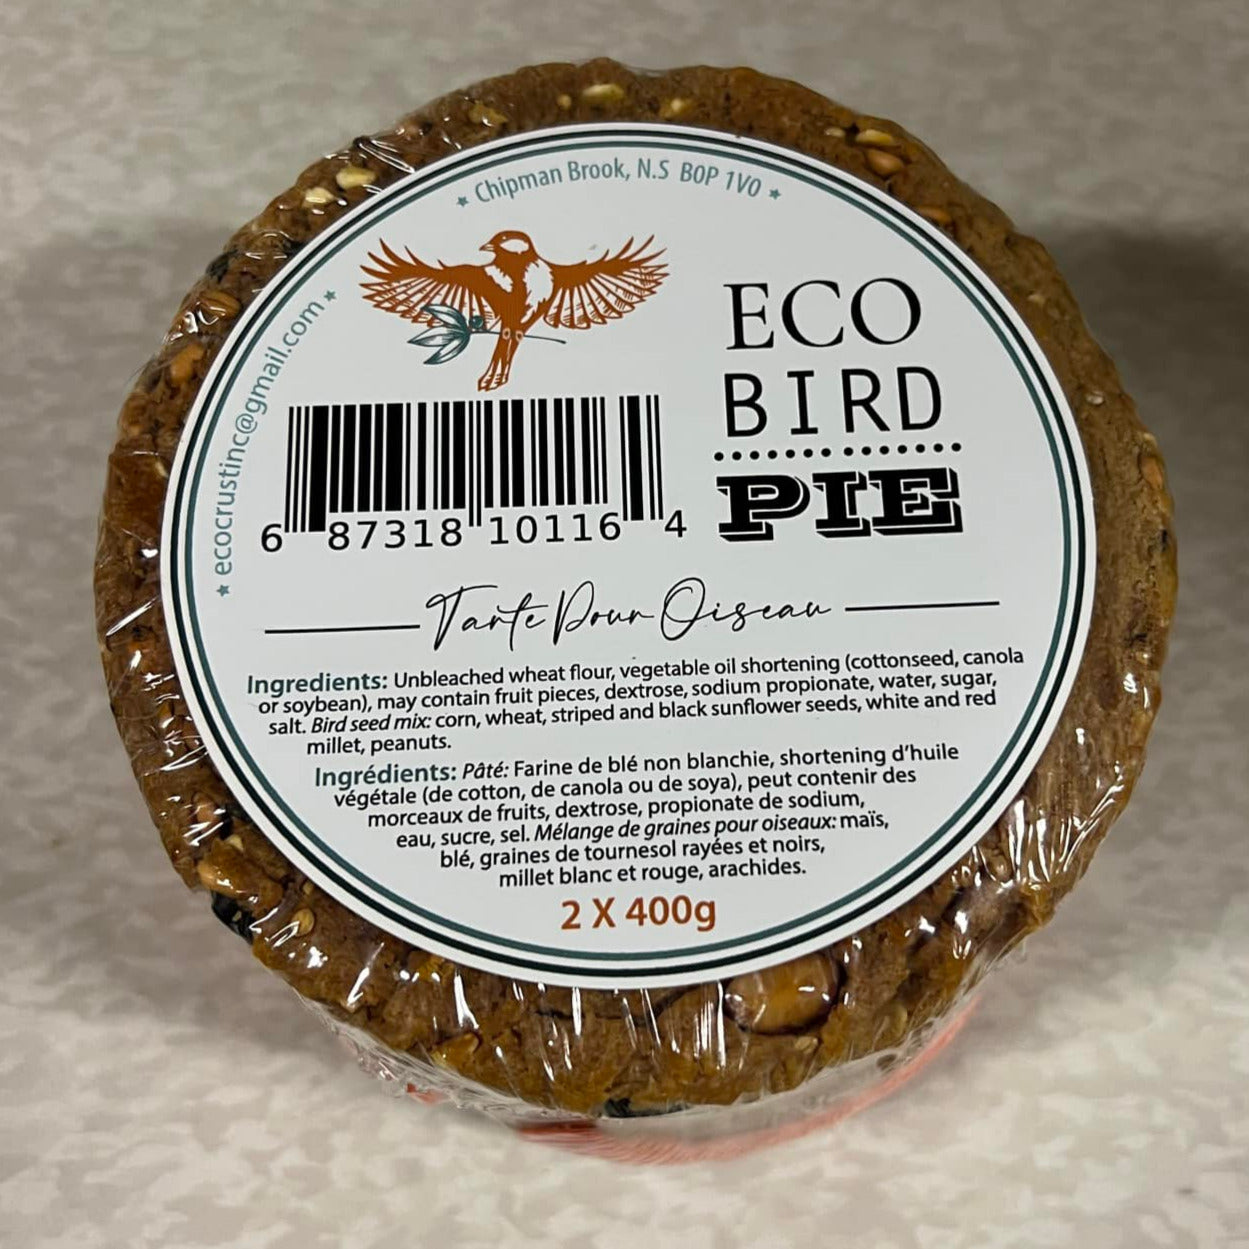 ★ Chipman Brook, N.S B0P 1V0 ★
★ ecocrustinc@gmail.com ★
ECO
BIRD
PIE
6 87318 10116 4
Tarte Pour Oiseau
Ingredients: Unbleached wheat flour, vegetable oil shortening (cottonseed, canola
or soybean), may contain fruit pieces, dextrose, sodium propionate, water, sugar,
salt. Bird seed mix: corn, wheat, striped and black sunflower seeds, white and red
millet, peanuts.
Ingrédients: Pâté: Farine de blé non blanchie, shortening d’huile
végétale (de cotton, de canola ou de soya), peut contenir des
morceaux de fruits, dextrose, propionate de sodium,
eau, sucre, sel. Mélange de graines pour oiseaux: maïs,
blé, graines de tournesol rayées et noirs,
millet blanc et rouge, arachides.
2 X 400g